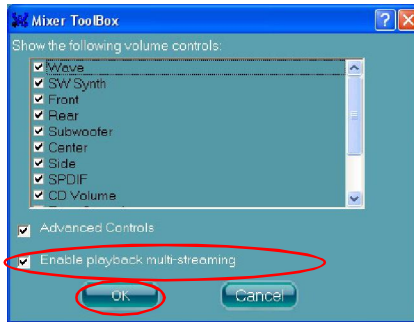 Mixer ToolBox
Show the following volume controls:
Wave
SW Synth
Front
Rear
Subwoofer
Center
Side
SPDIF
CD Volume
Advanced Controls
Enable playback multi-streaming
OK
Cancel